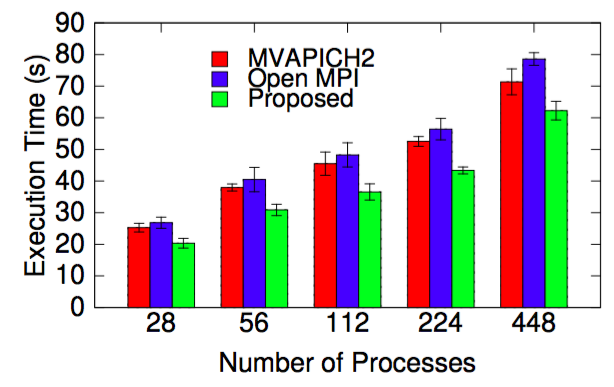 90
80
70
60
50
40
30
20
10
0
Execution Time (s)
MVAPICH2
Open MPI
Proposed
28 56 112 224 448
Number of Processes